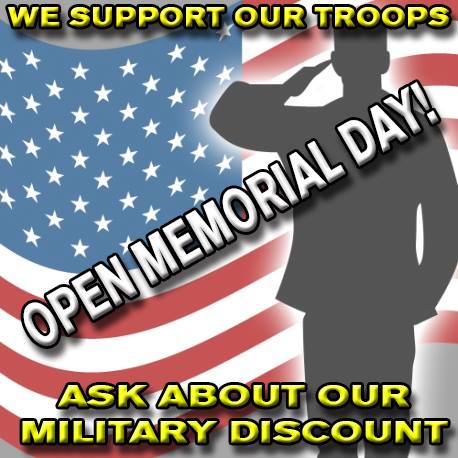 WE SUPPORT OUR TROOPS
OPEN MEMORIAL DAY!
ASK ABOUT OUR
MILITARY DISCOUNT